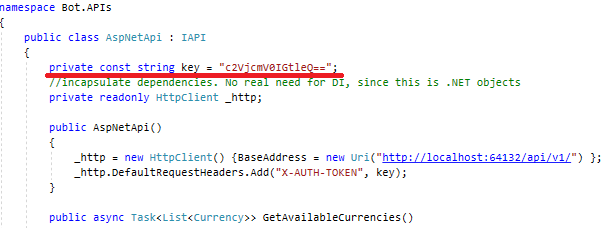 namespace Bot.APIs
{
public class AspNetApi : IAPI
{
private const string key = "c2VjcmV0IGtleQ==";
//incapsulate dependencies. No real need for DI, since this is .NET objects
private readonly HttpClient _http;
public AspNetApi()
{
_http = new HttpClient() {BaseAddress = new Uri("http://localhost:64132/api/v1/") };
_http.DefaultRequestHeaders.Add("X-AUTH-TOKEN", key);
}
public async Task<List<Currency>> GetAvailableCurrencies()